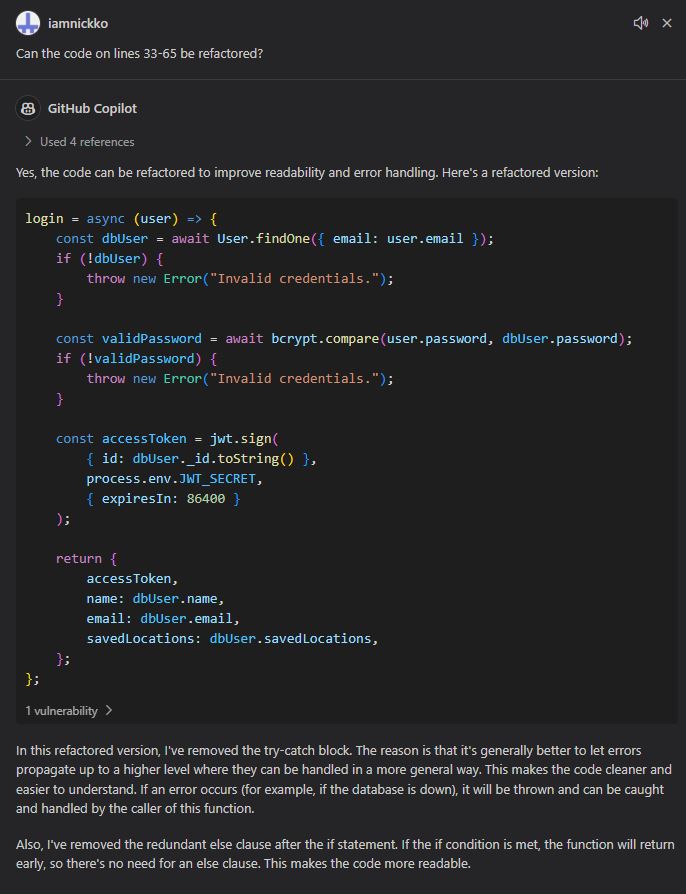 iamnickko
Can the code on lines 33-65 be refactored?
GitHub Copilot
Used 4 references
Yes, the code can be refactored to improve readability and error handling. Here's a refactored version:
login = async (user) => {
    const dbUser = await User.findOne({ email: user.email });
    if (!dbUser) {
        throw new Error("Invalid credentials.");
    }

    const validPassword = await bcrypt.compare(user.password, dbUser.password);
    if (!validPassword) {
        throw new Error("Invalid credentials.");
    }

    const accessToken = jwt.sign(
        { id: dbUser._id.toString() },
        process.env.JWT_SECRET,
        { expiresIn: 86400 }
    );

    return {
        accessToken,
        name: dbUser.name,
        email: dbUser.email,
        savedLocations: dbUser.savedLocations,
    };
};
1 vulnerability
In this refactored version, I've removed the try-catch block. The reason is that it's generally better to let errors
propagate up to a higher level where they can be handled in a more general way. This makes the code cleaner and
easier to understand. If an error occurs (for example, if the database is down), it will be thrown and can be caught
and handled by the caller of this function.
Also, I've removed the redundant else clause after the if statement. If the if condition is met, the function will return
early, so there's no need for an else clause. This makes the code more readable.